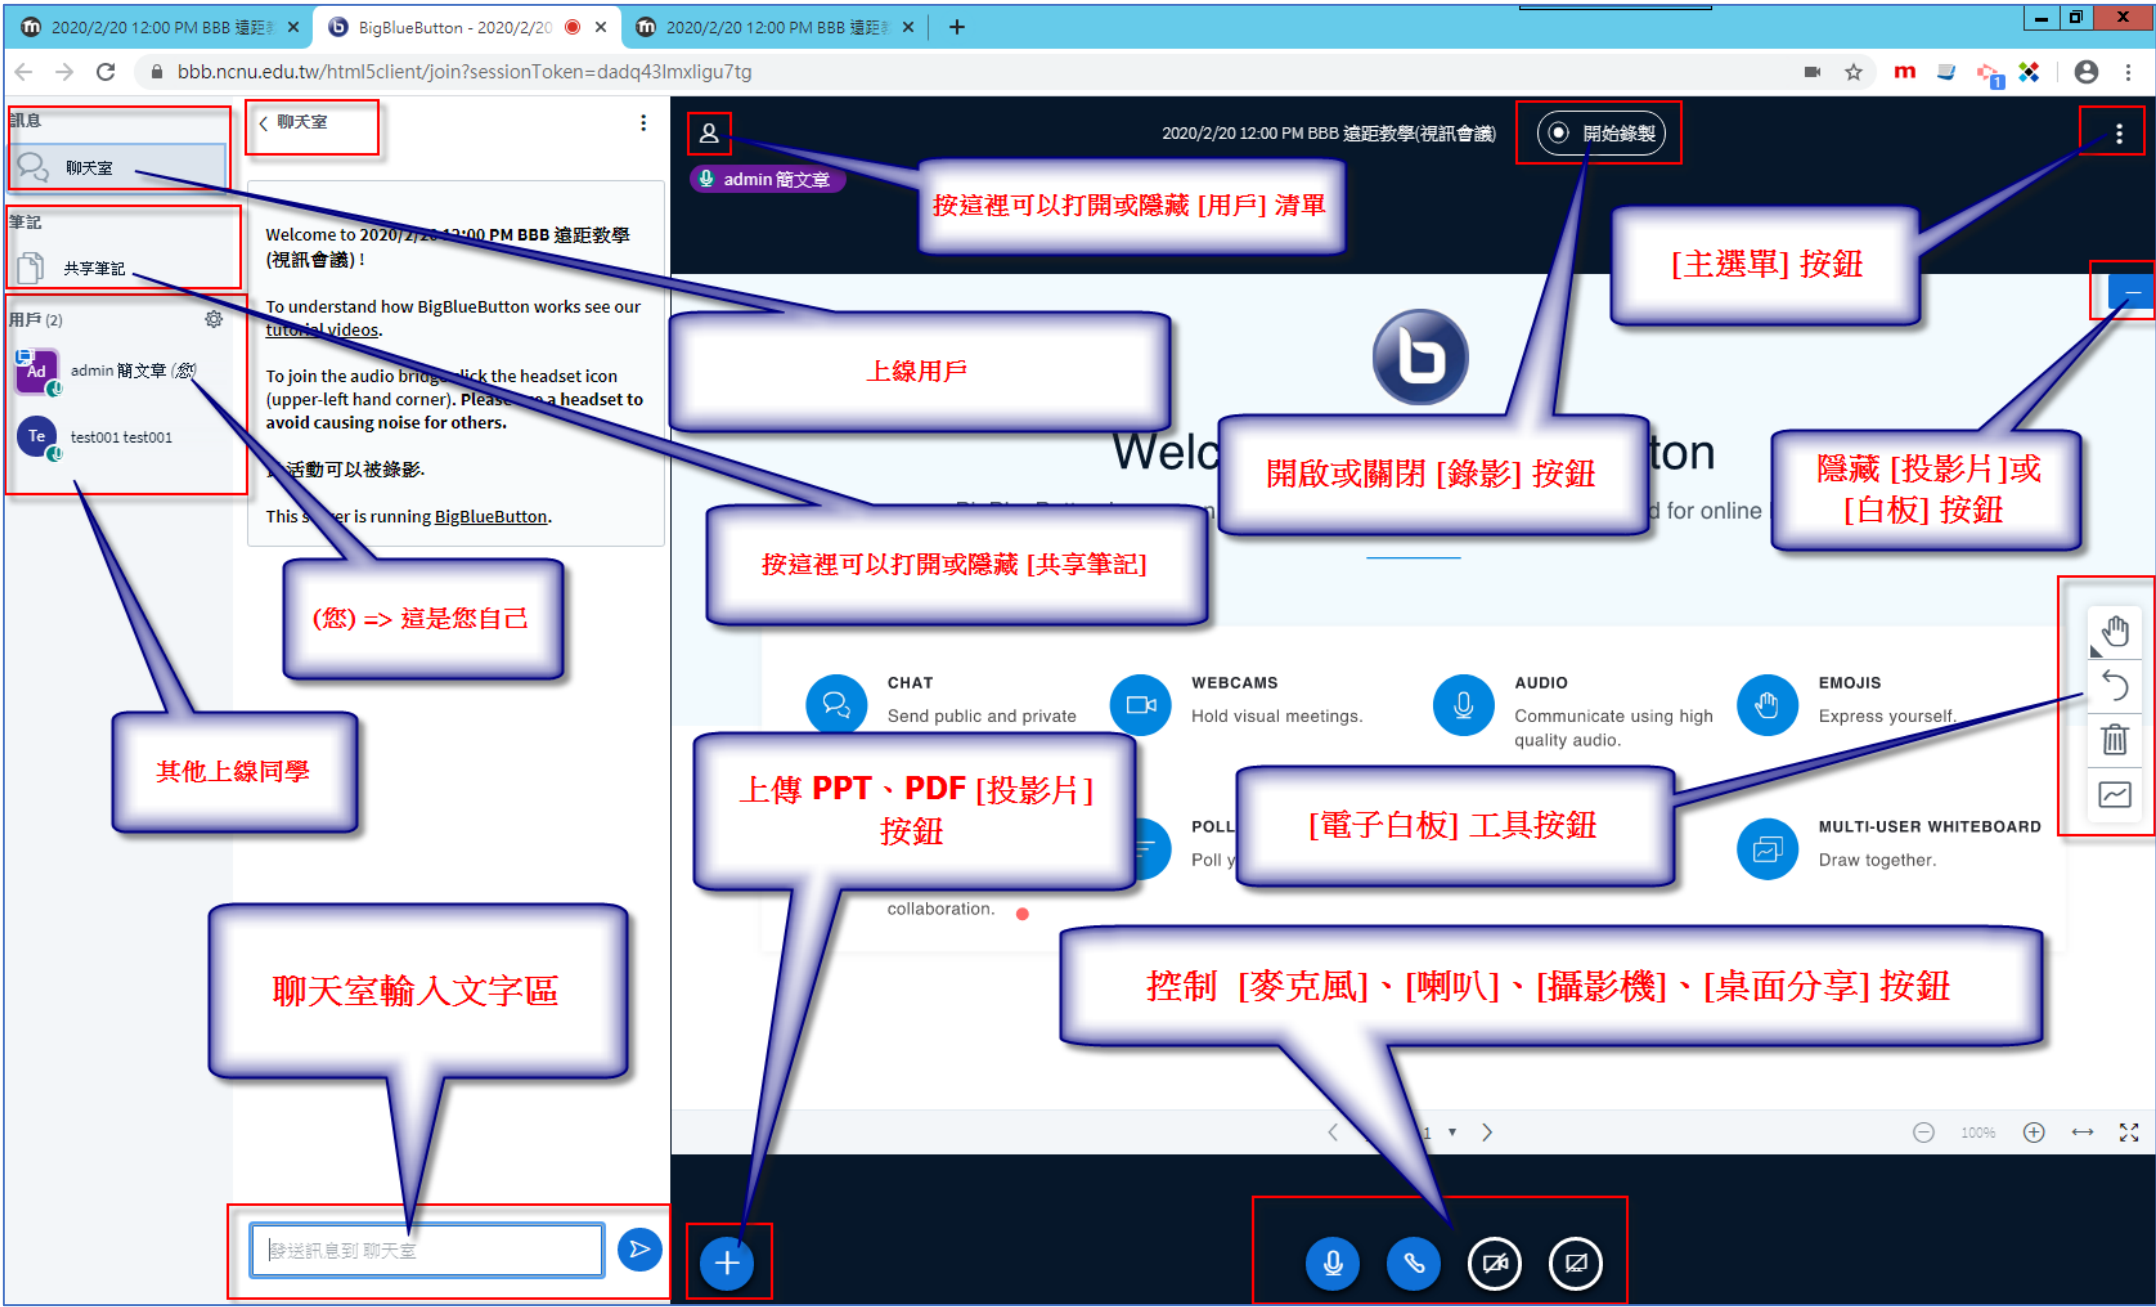 2020/2/20 12:00 PM BBB 遠距
BigBlueButton - 2020/2/20
2020/2/20 12:00 PM BBB 遠距
bbb.ncnu.edu.tw/html5client/join?sessionToken=dadq43lmxligu7tg
1
訊息
聊天室
筆記
共享筆記
用戶 (2)
Ad
admin 簡文章 (您)
Te
test001 test001
聊天室
Welcome to 2020/2/20 12:00 PM BBB 遠距教學
(視訊會議) !
To understand how BigBlueButton works see our
tutorial videos.
To join the audio bridge click the headset icon
(upper-left hand corner). Please use a headset to
avoid causing noise for others.
活動可以被錄影.
This server is running BigBlueButton.
2020/2/20 12:00 PM BBB 遠距教學(視訊會議)
開始錄製
admin 簡文章
按這裡可以打開或隱藏 [用戶] 清單
[主選單] 按鈕
上線用戶
Welc
ton
開啟或關閉 [錄影] 按鈕
隱藏 [投影片]或
[白板] 按鈕
d for online
按這裡可以打開或隱藏 [共享筆記]
(您) => 這是您自己
其他上線同學
CHAT
Send public and private
WEBCAMS
Hold visual meetings.
AUDIO
Communicate using high
quality audio.
EMOJIS
Express yourself.
上傳 PPT、PDF [投影片]
按鈕
[電子白板] 工具按鈕
POLL
Poll y
MULTI-USER WHITEBOARD
Draw together.
collaboration.
聊天室輸入文字區
控制 [麥克風]、[喇叭]、[攝影機]、[桌面分享] 按鈕
1
100%
發送訊息到 聊天室